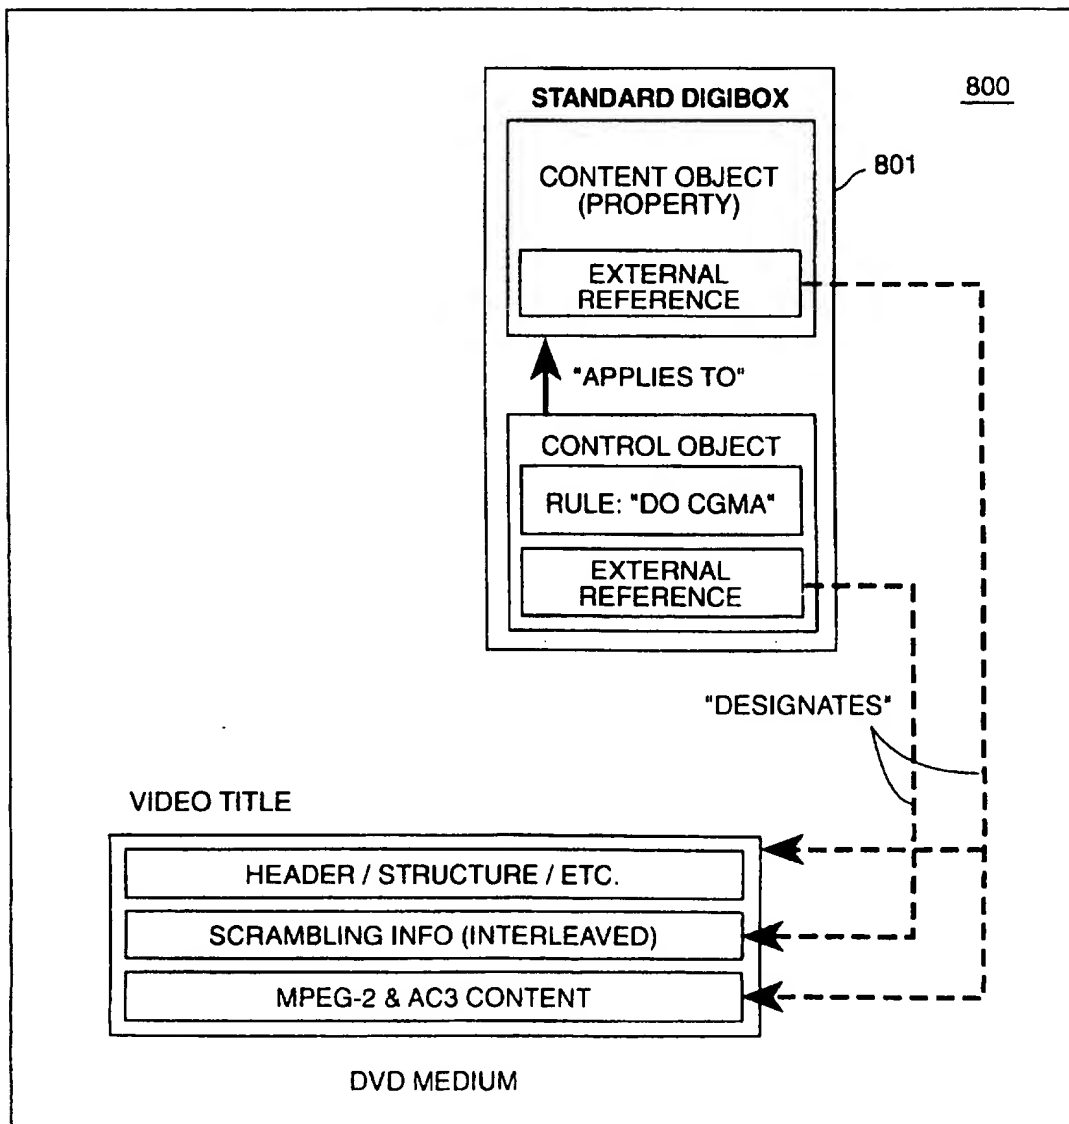 800
STANDARD DIGIBOX
801
CONTENT OBJECT
(PROPERTY)
EXTERNAL
REFERENCE
"APPLIES TO"
CONTROL OBJECT
RULE: "DO CGMA"
EXTERNAL
REFERENCE
"DESIGNATES"
VIDEO TITLE
HEADER / STRUCTURE / ETC.
SCRAMBLING INFO (INTERLEAVED)
MPEG-2 & AC3 CONTENT
DVD MEDIUM